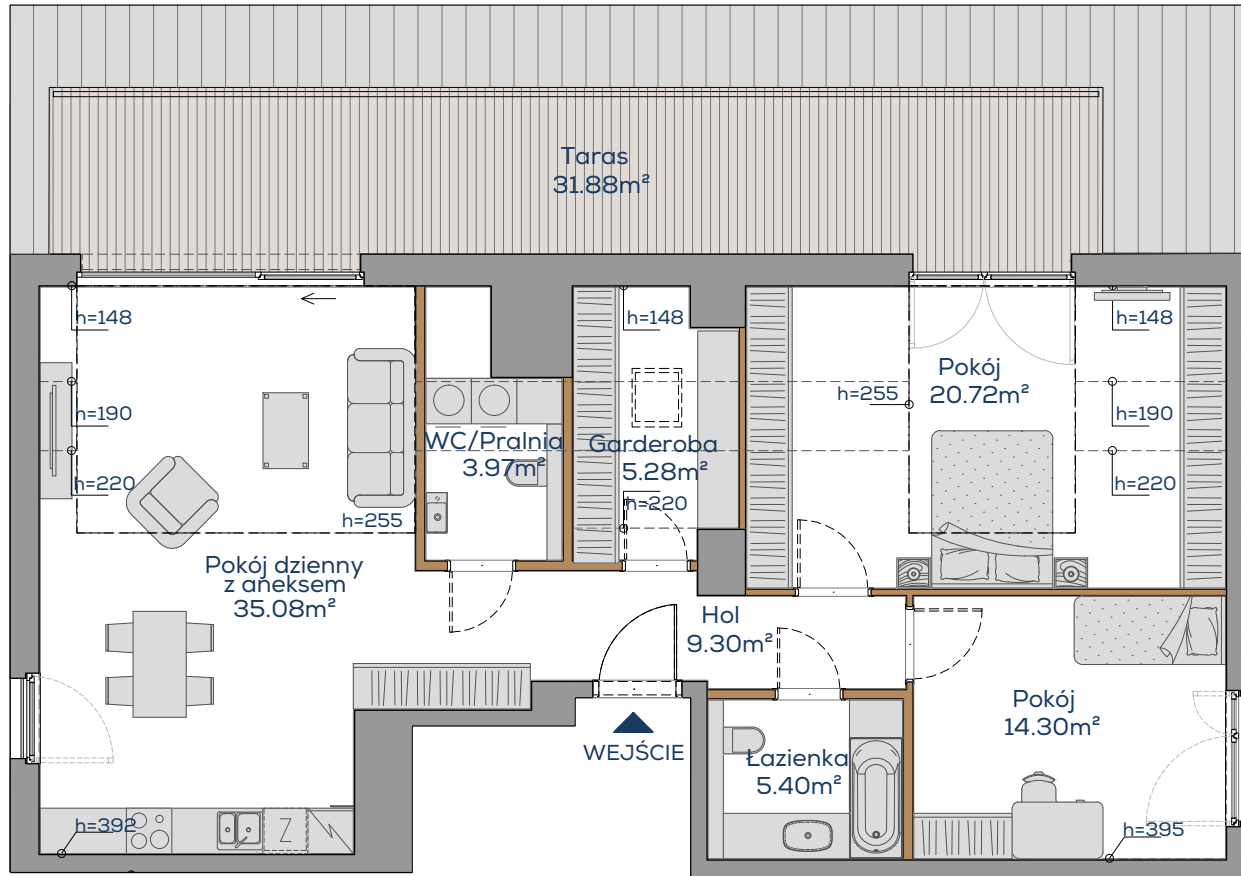 Taras
31.88m²
h=148
h=148
h=148
Pokój
20.72m²
h=255
h=190
h=190
WC/Pralnia
3.97m²
Garderoba
5.28m²
h=220
h=220
h=220
h=255
Pokój dzienny
z aneksem
35.08m²
Hol
9.30m²
Pokój
14.30m²
WEJŚCIE
Łazienka
5.40m²
h=392
Z
h=395